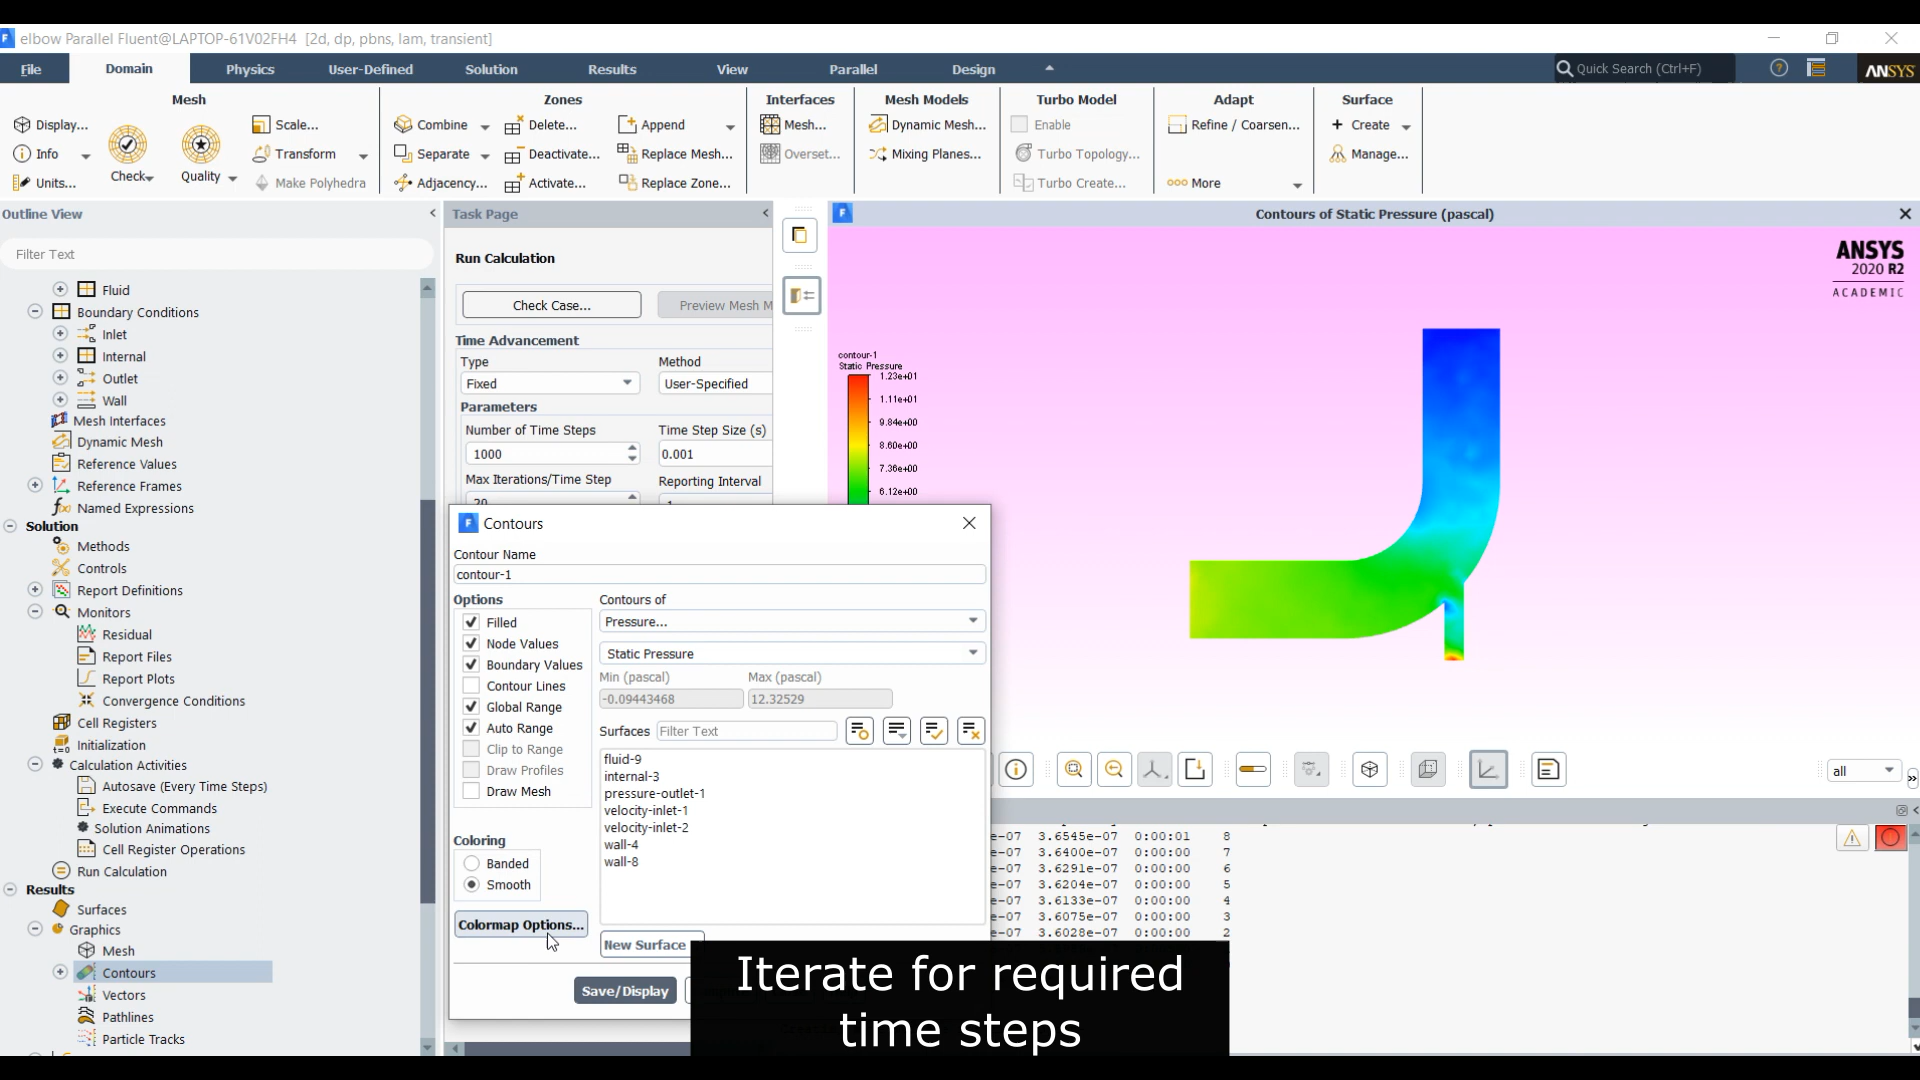 elbow Parallel Fluent@LAPTOP-61V02FH4 [2d, dp, pbns, lam, transient]
File Domain Physics User-Defined Solution Results View Parallel Design Quick Search (Ctrl+F) ANSYS
Mesh Zones Interfaces Mesh Models Turbo Model Adapt Surface
Display... Scale... Combine Delete... Append Mesh... Dynamic Mesh... Enable Refine / Coarsen... + Create
Info Transform Separate Deactivate... Replace Mesh... Overset... Mixing Planes... Turbo Topology... Manage...
Units... Check Quality Make Polyhedra Adjacency... Activate... Replace Zone... Turbo Create... More
Outline View
Filter Text
Fluid
Boundary Conditions
Inlet
Internal
Outlet
Wall
Mesh Interfaces
Dynamic Mesh
Reference Values
Reference Frames
Named Expressions
Solution
Methods
Controls
Report Definitions
Monitors
Residual
Report Files
Report Plots
Convergence Conditions
Cell Registers
Initialization
Calculation Activities
Autosave (Every Time Steps)
Execute Commands
Solution Animations
Cell Register Operations
Run Calculation
Results
Surfaces
Graphics
Mesh
Contours
Vectors
Pathlines
Particle Tracks
Task Page
Run Calculation
Check Case... Preview Mesh M
Time Advancement
Type Method
Fixed User-Specified
Parameters
Number of Time Steps Time Step Size (s)
1000 0.001
Max Iterations/Time Step Reporting Interval
Contours
Contour Name
contour-1
Options
Filled
Node Values
Boundary Values
Contour Lines
Global Range
Auto Range
Clip to Range
Draw Profiles
Draw Mesh
Coloring
Banded
Smooth
Colormap Options...
Contours of
Pressure...
Static Pressure
Min (pascal) Max (pascal)
-0.09443468 12.32529
Surfaces Filter Text
fluid-9
internal-3
pressure-outlet-1
velocity-inlet-1
velocity-inlet-2
wall-4
wall-8
New Surface
Save/Display
Contours of Static Pressure (pascal)
ANSYS
2020 R2
ACADEMIC
contour-1
Static Pressure
1.23e+01
1.11e+01
9.84e+00
8.60e+00
7.36e+00
6.12e+00
all
e-07 3.6545e-07 0:00:01 8
e-07 3.6400e-07 0:00:00 7
e-07 3.6291e-07 0:00:00 6
e-07 3.6204e-07 0:00:00 5
e-07 3.6133e-07 0:00:00 4
e-07 3.6075e-07 0:00:00 3
e-07 3.6028e-07 0:00:00 2
Iterate for required
time steps